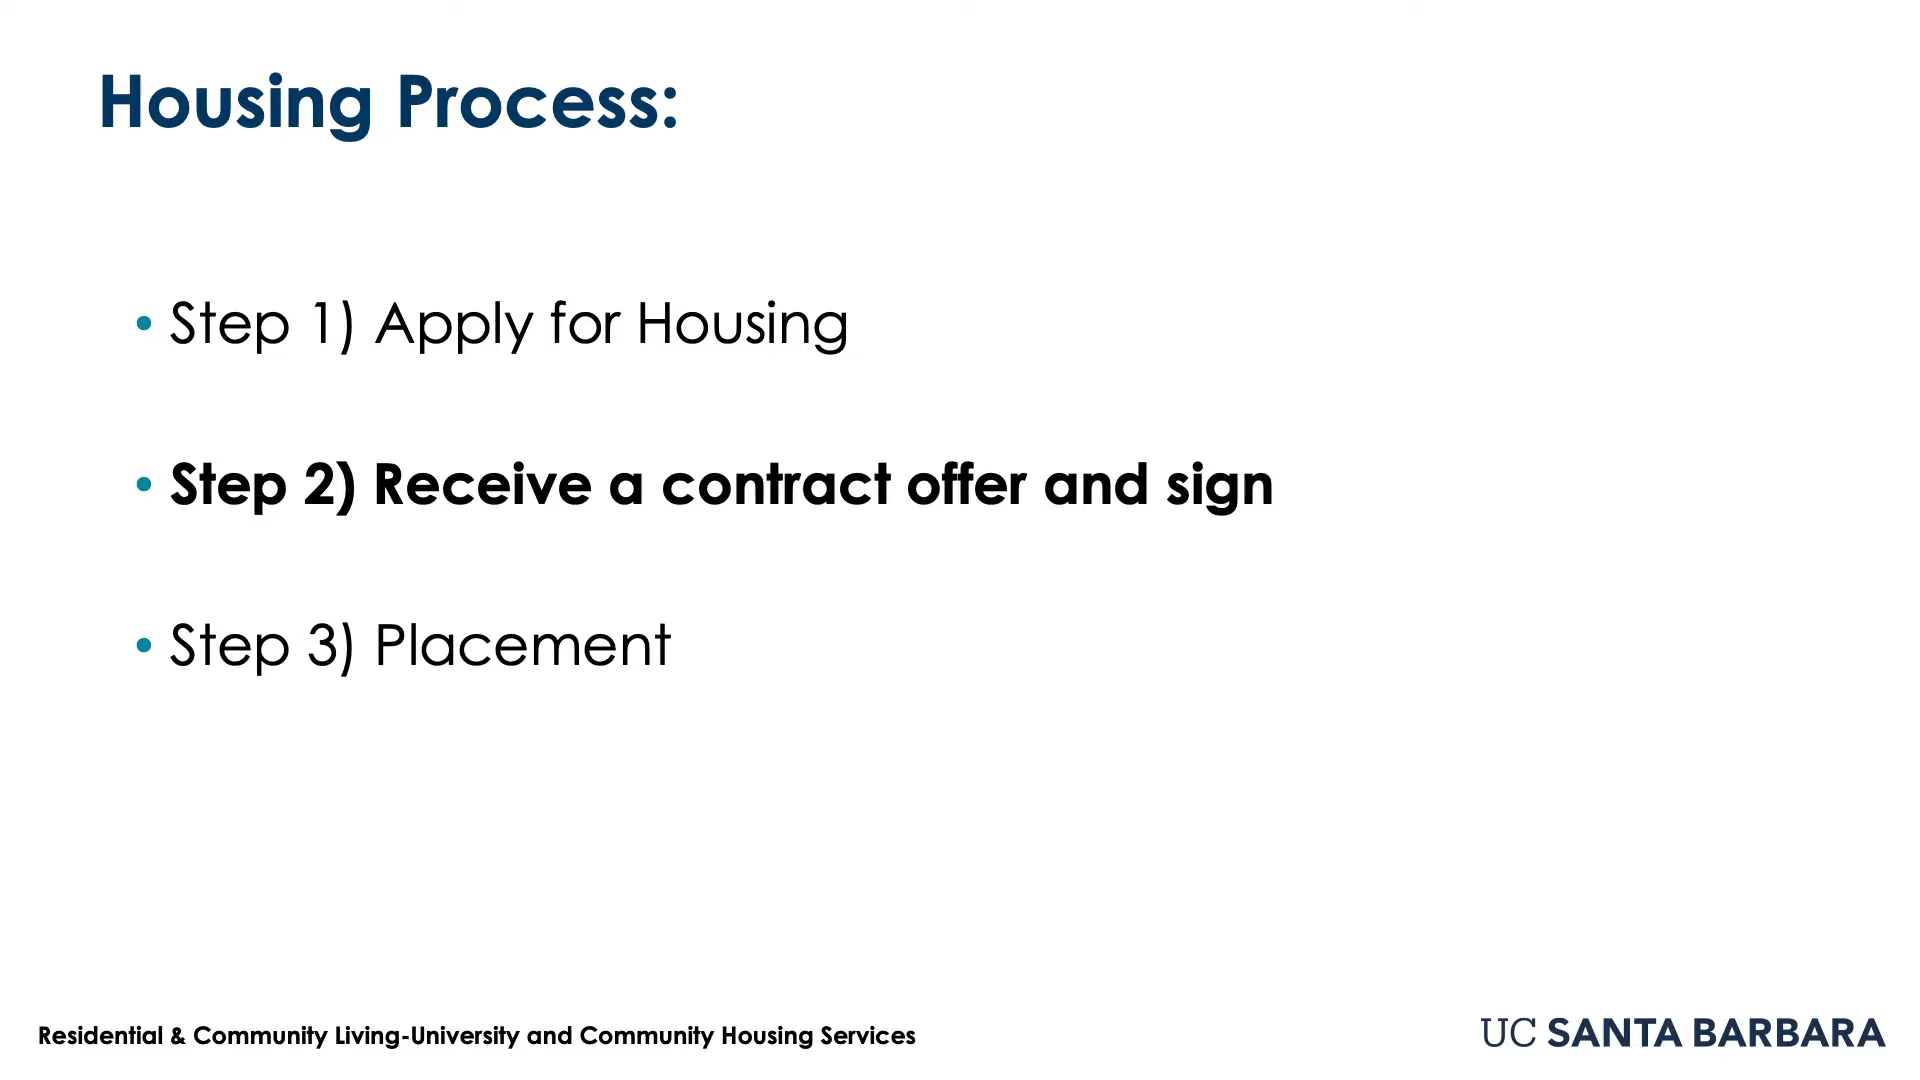 Housing Process:
• Step 1) Apply for Housing
• Step 2) Receive a contract offer and sign
• Step 3) Placement
Residential & Community Living-University and Community Housing Services
UC SANTA BARBARA